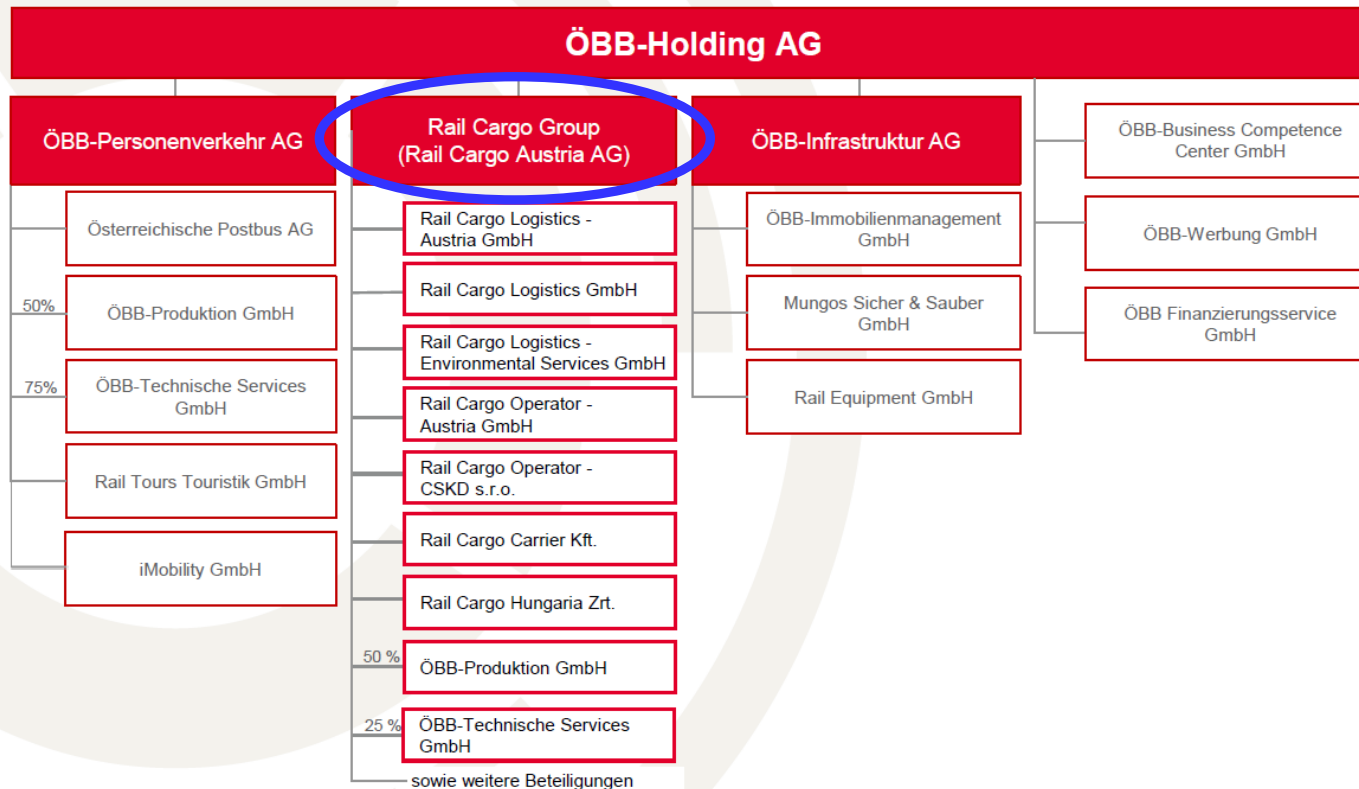 ÖBB-Holding AG
ÖBB-Personenverkehr AG
Österreichische Postbus AG
50%
ÖBB-Produktion GmbH
75%
ÖBB-Technische Services
GmbH
Rail Tours Touristik GmbH
iMobility GmbH
Rail Cargo Group
(Rail Cargo Austria AG)
Rail Cargo Logistics -
Austria GmbH
Rail Cargo Logistics GmbH
Rail Cargo Logistics -
Environmental Services GmbH
Rail Cargo Operator -
Austria GmbH
Rail Cargo Operator -
CSKD s.r.o.
Rail Cargo Carrier Kft.
Rail Cargo Hungaria Zrt.
50 %
ÖBB-Produktion GmbH
25 %
ÖBB-Technische Services
GmbH
sowie weitere Beteiligungen
ÖBB-Infrastruktur AG
ÖBB-Immobilienmanagement
GmbH
Mungos Sicher & Sauber
GmbH
Rail Equipment GmbH
ÖBB-Business Competence
Center GmbH
ÖBB-Werbung GmbH
ÖBB Finanzierungsservice
GmbH